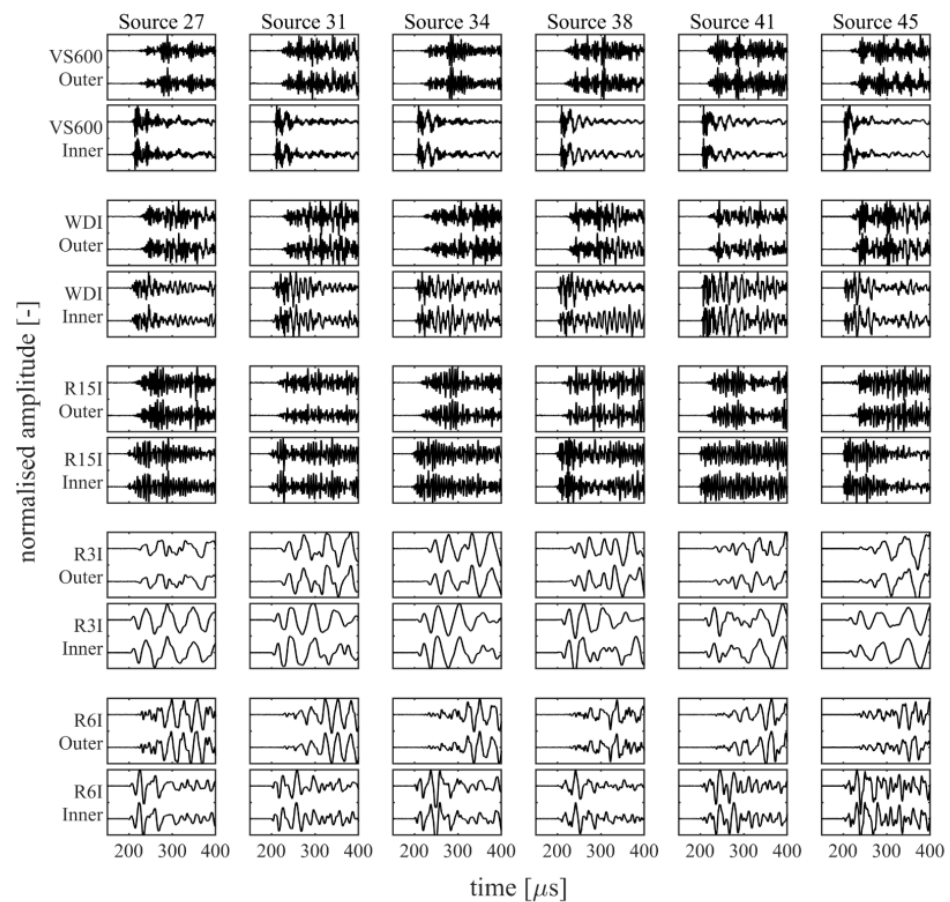 Source 27 Source 31 Source 34 Source 38 Source 41 Source 45
VS600
Outer
VS600
Inner
WDI
Outer
WDI
Inner
R15I
Outer
R15I
Inner
R3I
Outer
R3I
Inner
R6I
Outer
R6I
Inner
normalised amplitude [-]
200 300 400 200 300 400 200 300 400 200 300 400 200 300 400 200 300 400
time [μs]